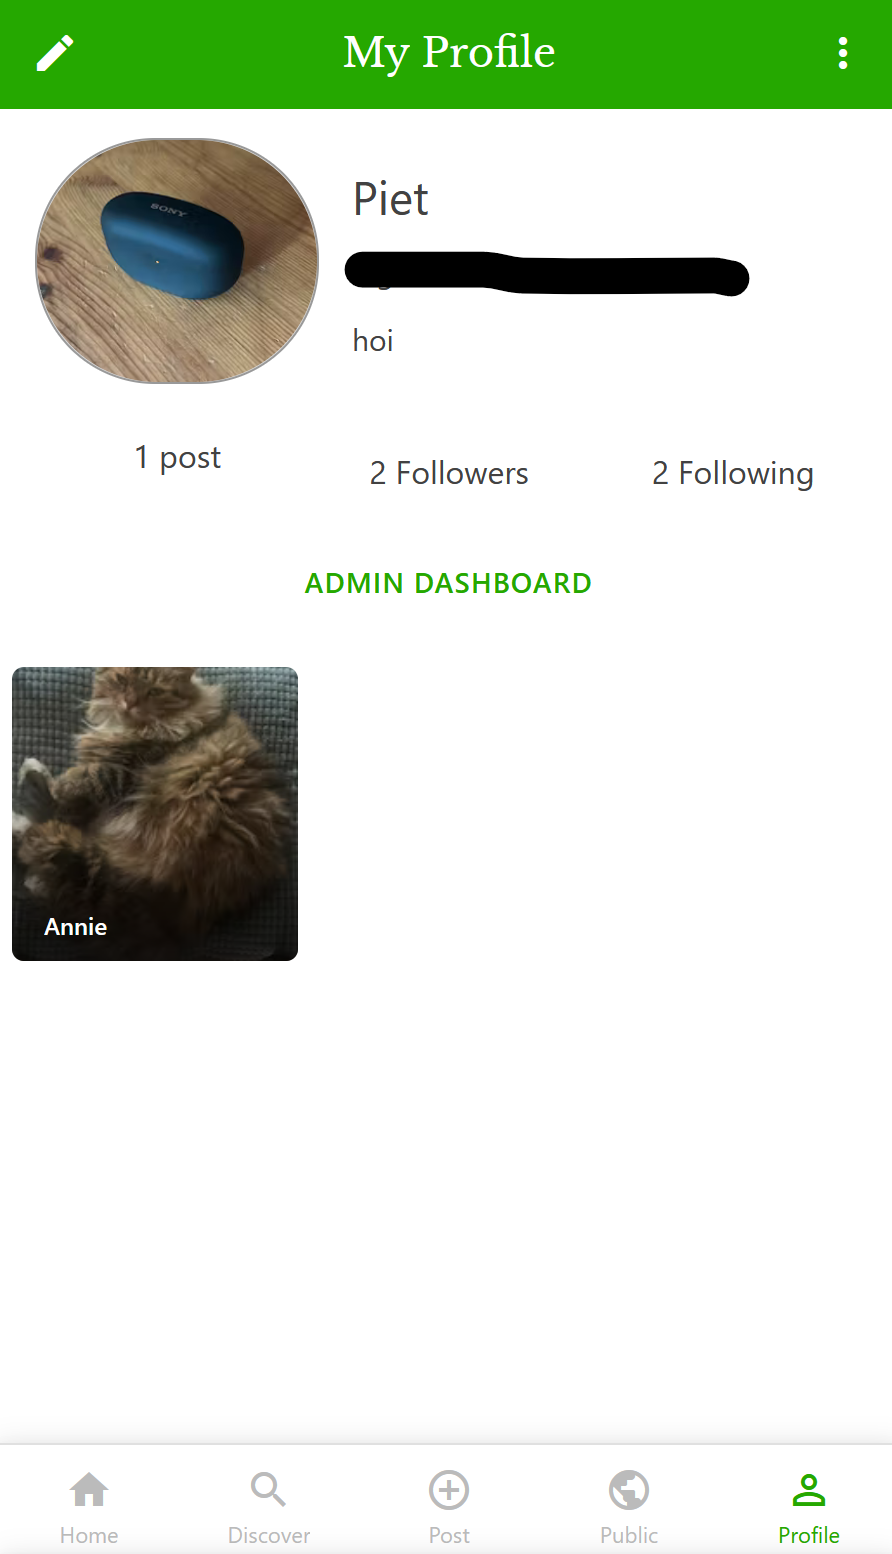 My Profile
SONY
Piet
hoi
1 post
2 Followers
2 Following
ADMIN DASHBOARD
Annie
Home
Discover
Post
Public
Profile